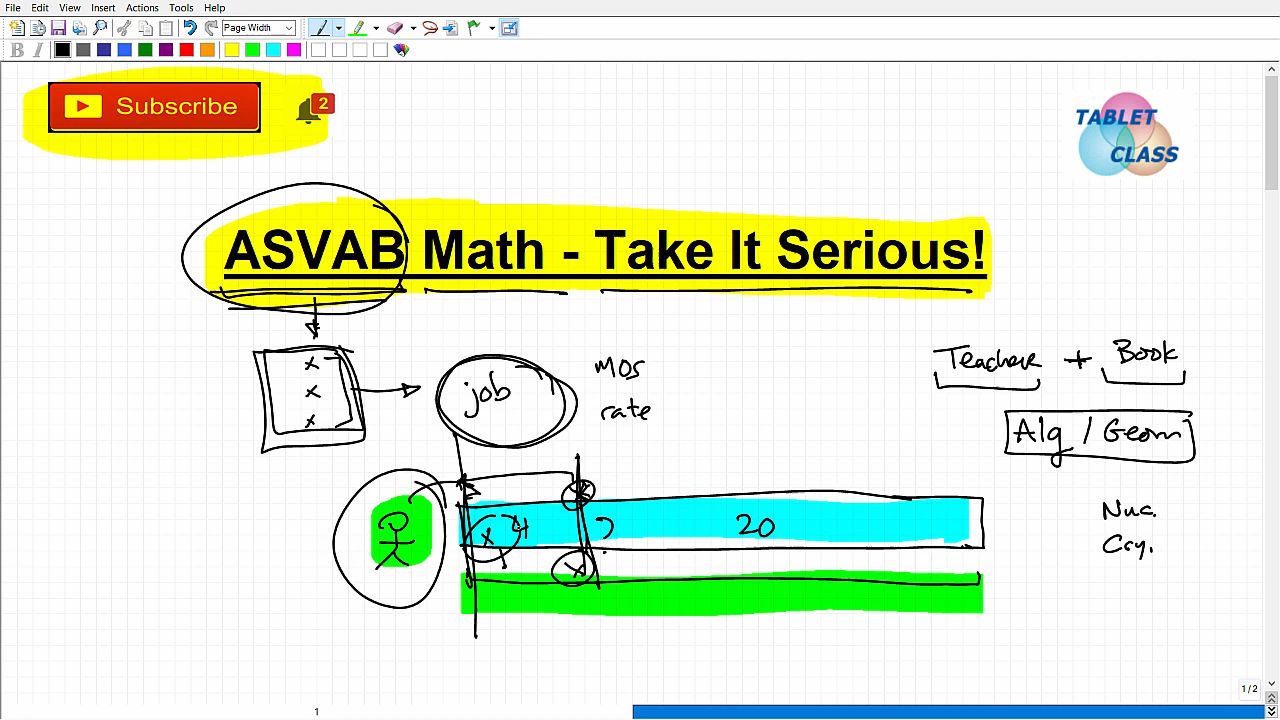 File Edit View Insert Actions Tools Help
Page Width
B I
Subscribe
2
TABLET
CLASS
ASVAB Math - Take It Serious!
x
x
x
job
MOS
rate
Teacher + Book
Alg / Geom
x 4 ? 20
x
Nuc.
Cry.
1/2
1